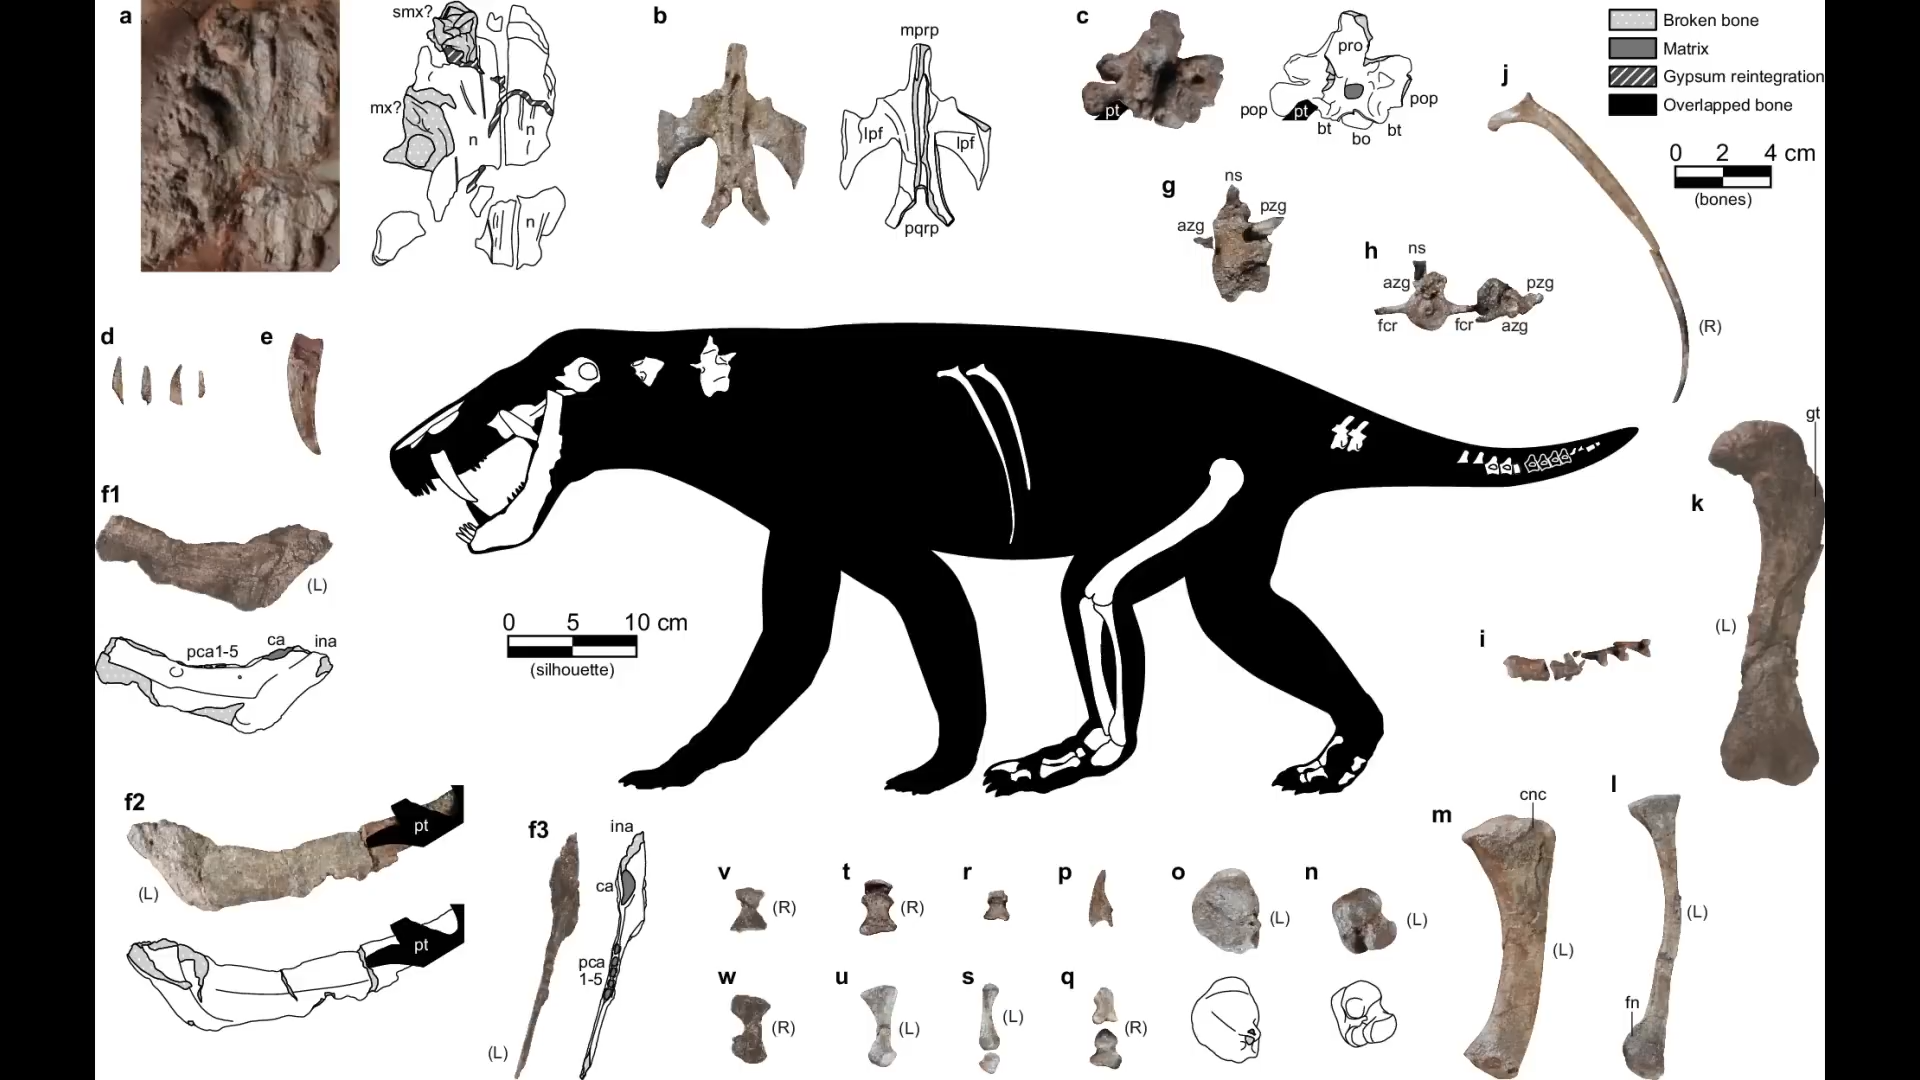 a
smx?
mx?
n
n
n
b
mprp
lpf
lpf
pqrp
c
pt
pro
pop
pt
pop
bt
bt
bo
Broken bone
Matrix
Gypsum reintegration
Overlapped bone
j
0 2 4 cm
(bones)
(R)
g
ns
pzg
azg
h
ns
azg
pzg
fcr
fcr
azg
d
e
f1
(L)
pca1-5
ca
ina
0 5 10 cm
(silhouette)
gt
k
(L)
i
f2
pt
(L)
pt
f3
ina
ca
pca
1-5
(L)
v
(R)
t
(R)
r
p
o
(L)
n
(L)
w
(R)
u
(L)
s
(L)
q
(R)
m
cnc
(L)
l
(L)
fn